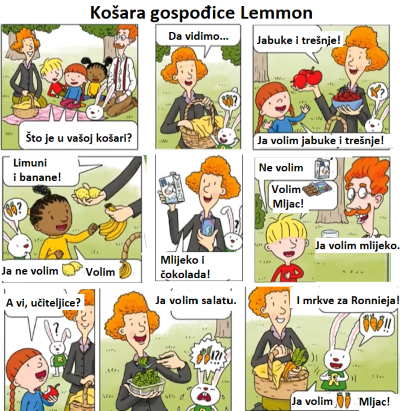 Košara gospođice Lemmon
Što je u vašoj košari?
Da vidimo...
Jabuke i trešnje!
?
Ja volim jabuke i trešnje!
Limuni
i banane!
??
Ja ne volim
Volim
Mlijeko i
čokolada!
Ne volim
Volim
Mljac!
Ja volim mlijeko.
A vi, učiteljice?
?
R
Ja volim salatu.
!!?!
I mrkve za Ronnieja!
!!
R
Ja volim
Mljac!